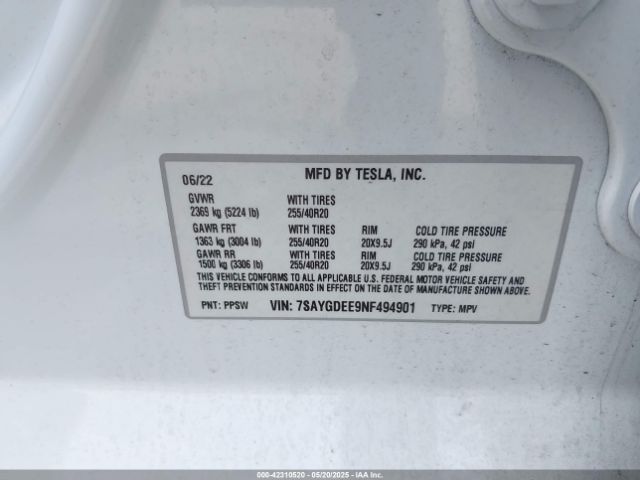 MFD BY TESLA, INC.
06/22
GVWR WITH TIRES
2369 kg (5224 lb) 255/40R20
GAWR FRT WITH TIRES RIM COLD TIRE PRESSURE
1363 kg (3004 lb) 255/40R20 20X9.5J 290 kPa, 42 psi
GAWR RR WITH TIRES RIM COLD TIRE PRESSURE
1500 kg (3306 lb) 255/40R20 20X9.5J 290 kPa, 42 psi
THIS VEHICLE CONFORMS TO ALL APPLICABLE U.S. FEDERAL MOTOR VEHICLE SAFETY AND
THEFT PREVENTION STANDARDS IN EFFECT ON THE DATE OF MANUFACTURE SHOWN ABOVE.
PNT: PPSW VIN: 7SAYGDEE9NF494901 TYPE: MPV
000-42310520 - 05/20/2025 - IAAI.COM